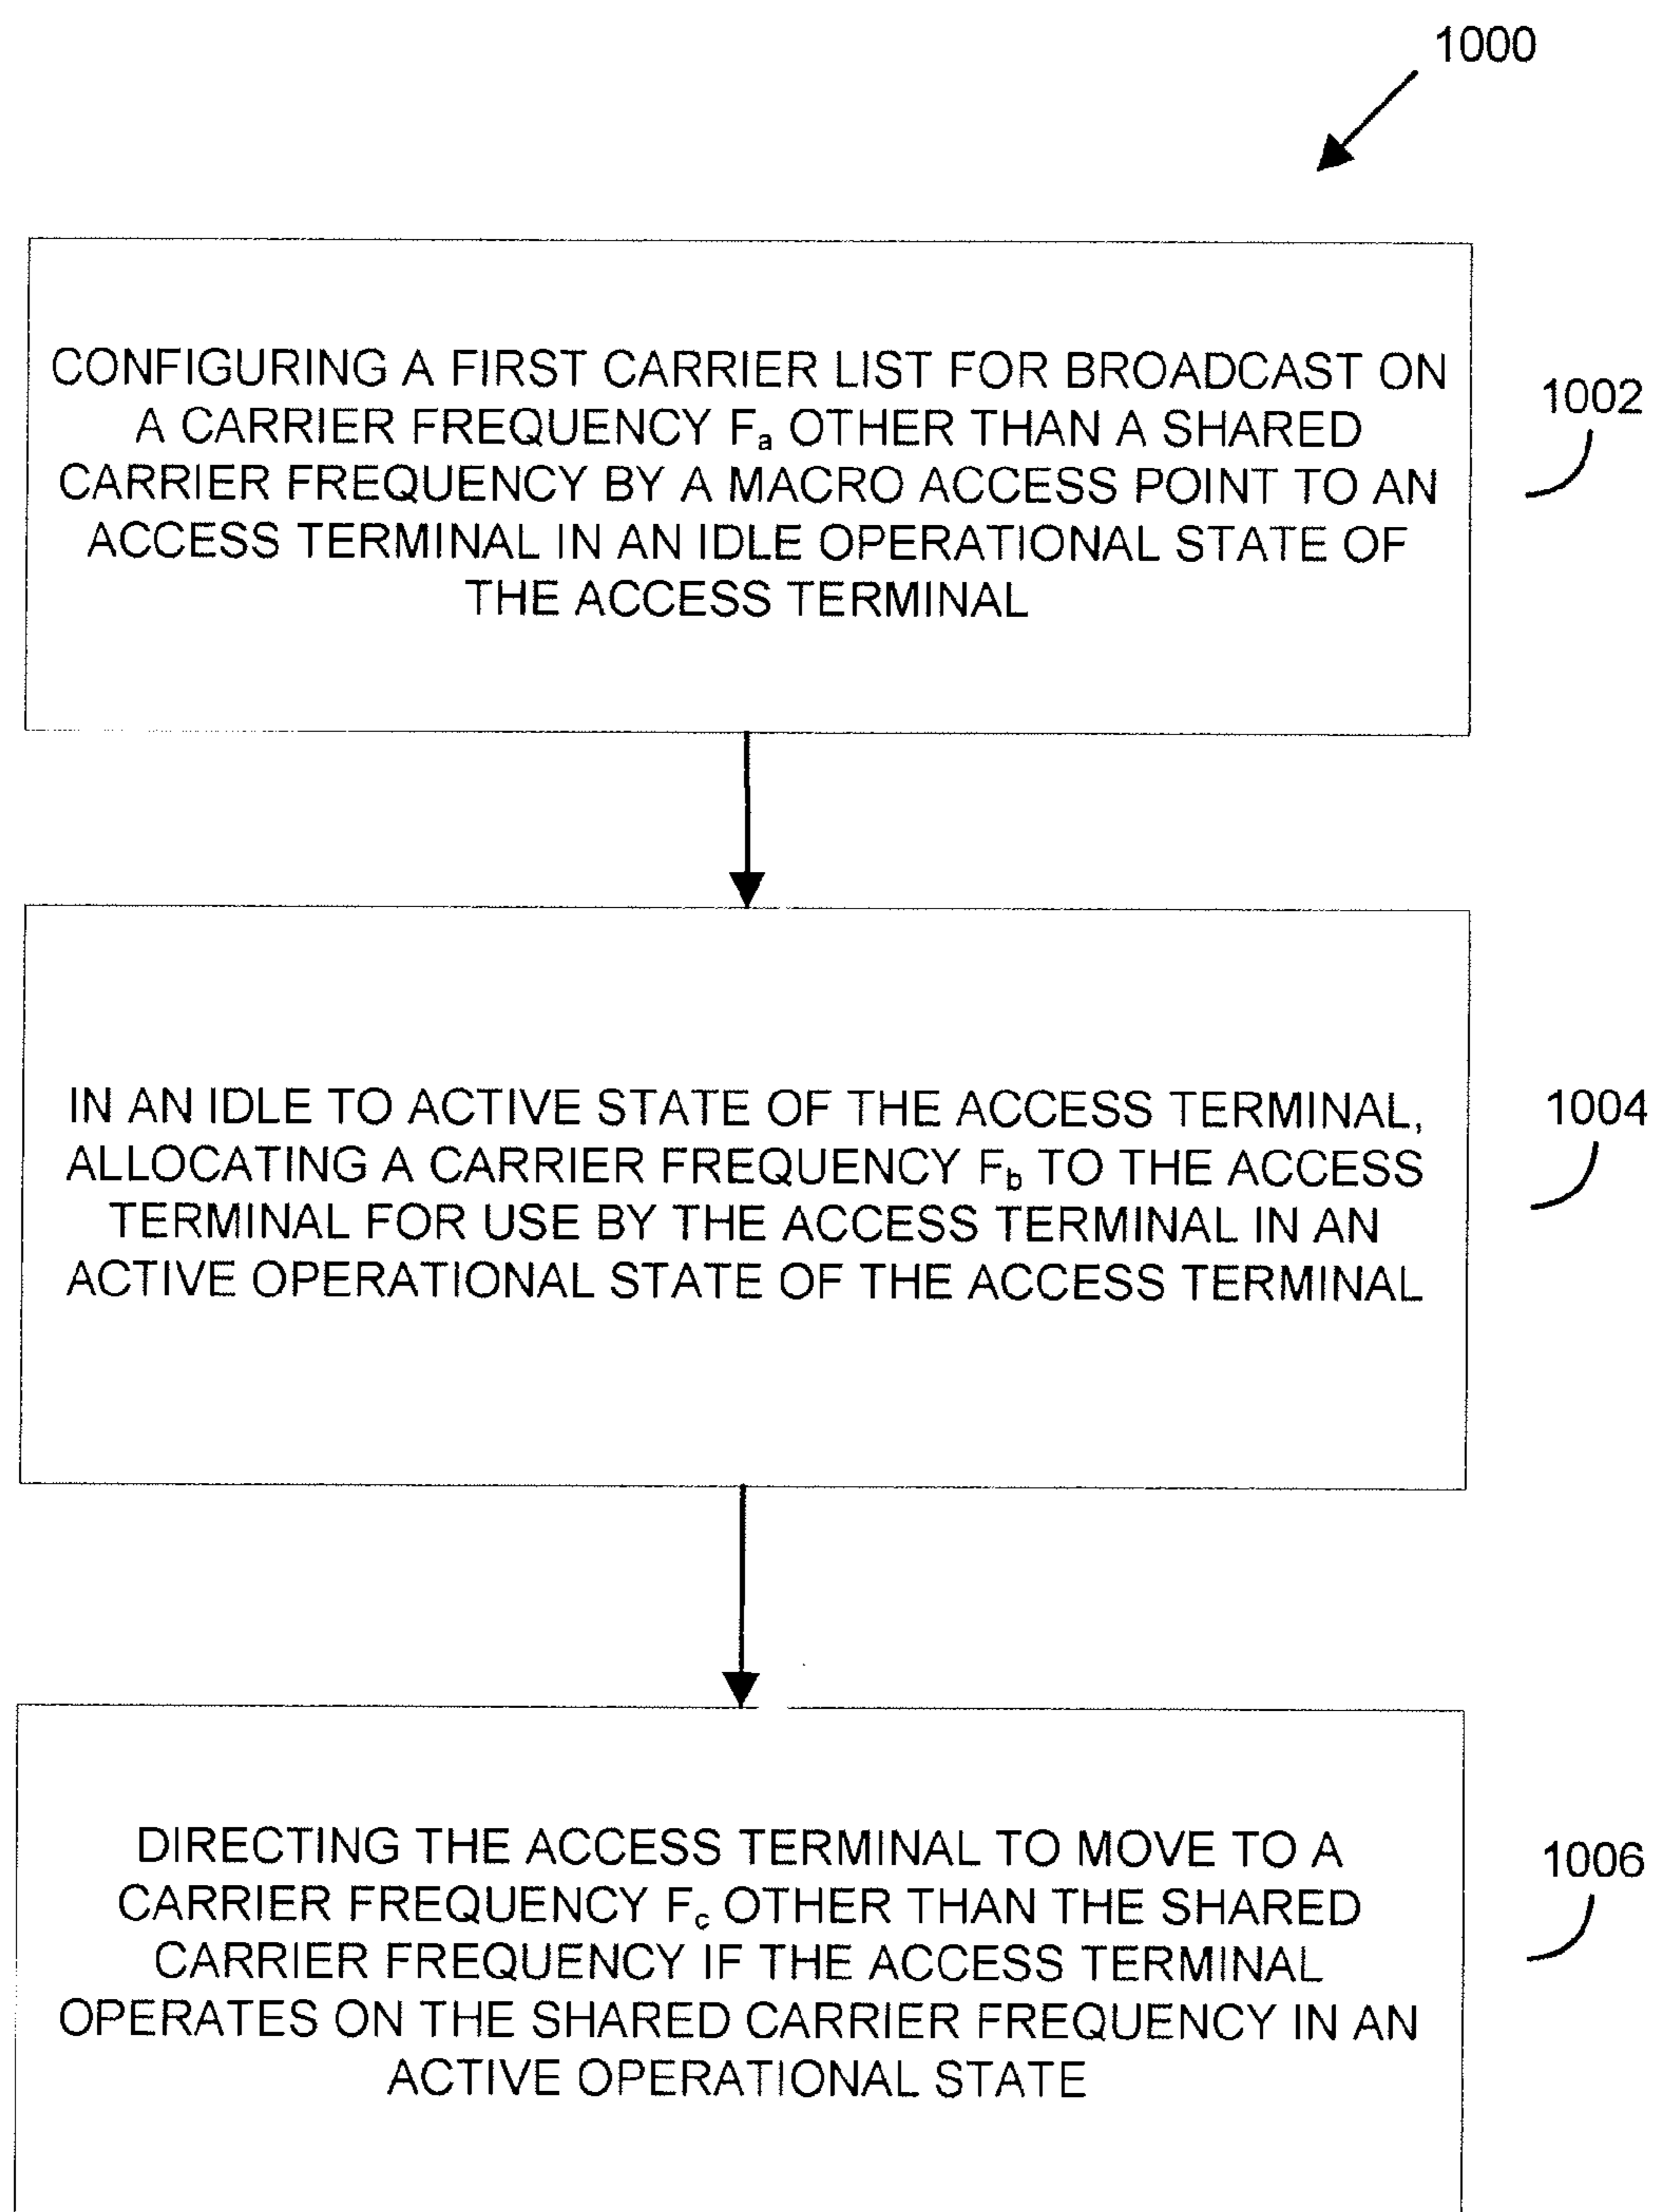 1000
CONFIGURING A FIRST CARRIER LIST FOR BROADCAST ON
A CARRIER FREQUENCY Fa OTHER THAN A SHARED
CARRIER FREQUENCY BY A MACRO ACCESS POINT TO AN
ACCESS TERMINAL IN AN IDLE OPERATIONAL STATE OF
THE ACCESS TERMINAL
1002
IN AN IDLE TO ACTIVE STATE OF THE ACCESS TERMINAL,
ALLOCATING A CARRIER FREQUENCY Fb TO THE ACCESS
TERMINAL FOR USE BY THE ACCESS TERMINAL IN AN
ACTIVE OPERATIONAL STATE OF THE ACCESS TERMINAL
1004
DIRECTING THE ACCESS TERMINAL TO MOVE TO A
CARRIER FREQUENCY Fc OTHER THAN THE SHARED
CARRIER FREQUENCY IF THE ACCESS TERMINAL
OPERATES ON THE SHARED CARRIER FREQUENCY IN AN
ACTIVE OPERATIONAL STATE
1006